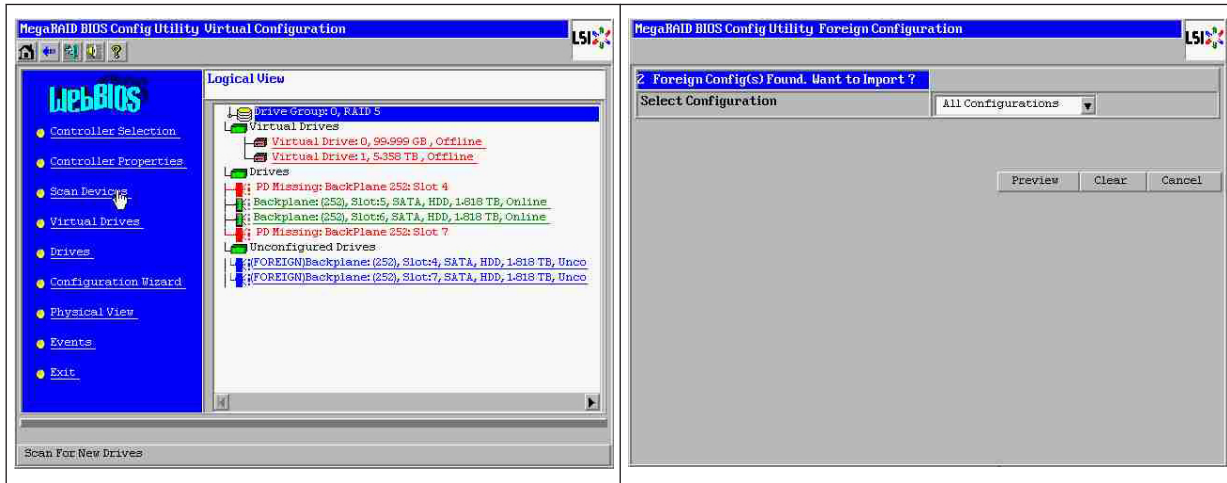 MegaRAID BIOS Config Utility Virtual Configuration
LSI
WebBIOS
Controller Selection
Controller Properties
Scan Devices
Virtual Drives
Drives
Configuration Wizard
Physical View
Events
Exit
Logical View
Drive Group: 0, RAID 5
Virtual Drives
Virtual Drive: 0, 99.999 GB, Offline
Virtual Drive: 1, 5.358 TB, Offline
Drives
PD Missing: BackPlane 252: Slot 4
Backplane: (252), Slot:5, SATA, HDD, 1.818 TB, Online
Backplane: (252), Slot:6, SATA, HDD, 1.818 TB, Online
PD Missing: BackPlane 252: Slot 7
Unconfigured Drives
(FOREIGN)Backplane: (252), Slot:4, SATA, HDD, 1.818 TB, Unco
(FOREIGN)Backplane: (252), Slot:7, SATA, HDD, 1.818 TB, Unco
Scan For New Drives
MegaRAID BIOS Config Utility Foreign Configuration
LSI
2 Foreign Config(s) Found. Want to Import ?
Select Configuration All Configurations
Preview Clear Cancel